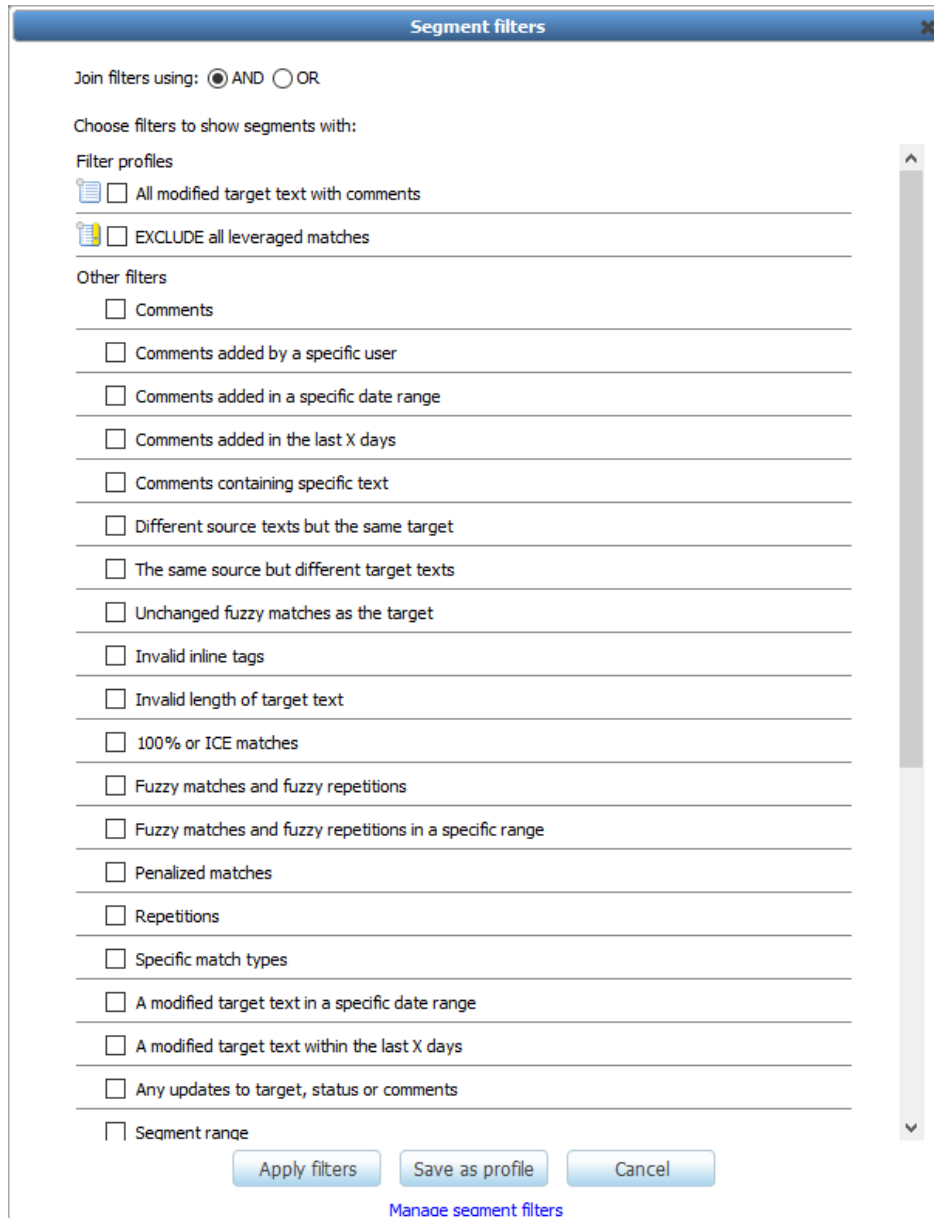 Segment filters
Join filters using: AND OR
Choose filters to show segments with:
Filter profiles
All modified target text with comments
EXCLUDE all leveraged matches
Other filters
Comments
Comments added by a specific user
Comments added in a specific date range
Comments added in the last X days
Comments containing specific text
Different source texts but the same target
The same source but different target texts
Unchanged fuzzy matches as the target
Invalid inline tags
Invalid length of target text
100% or ICE matches
Fuzzy matches and fuzzy repetitions
Fuzzy matches and fuzzy repetitions in a specific range
Penalized matches
Repetitions
Specific match types
A modified target text in a specific date range
A modified target text within the last X days
Any updates to target, status or comments
Segment range
Apply filters Save as profile Cancel
Manage segment filters